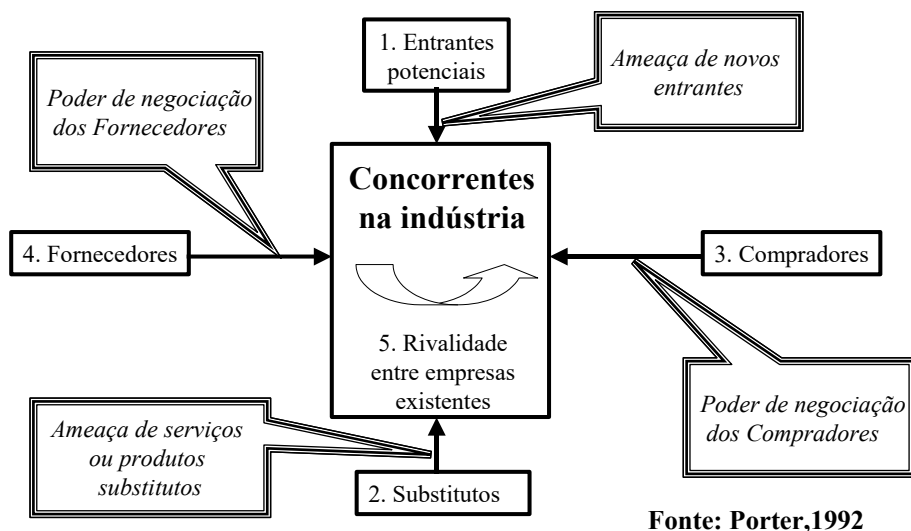 1. Entrantes
potenciais
Ameaça de novos
entrantes
Poder de negociação
dos Fornecedores
Concorrentes
na indústria
4. Fornecedores
3. Compradores
5. Rivalidade
entre empresas
existentes
Ameaça de serviços
ou produtos
substitutos
Poder de negociação
dos Compradores
2. Substitutos
Fonte: Porter,1992